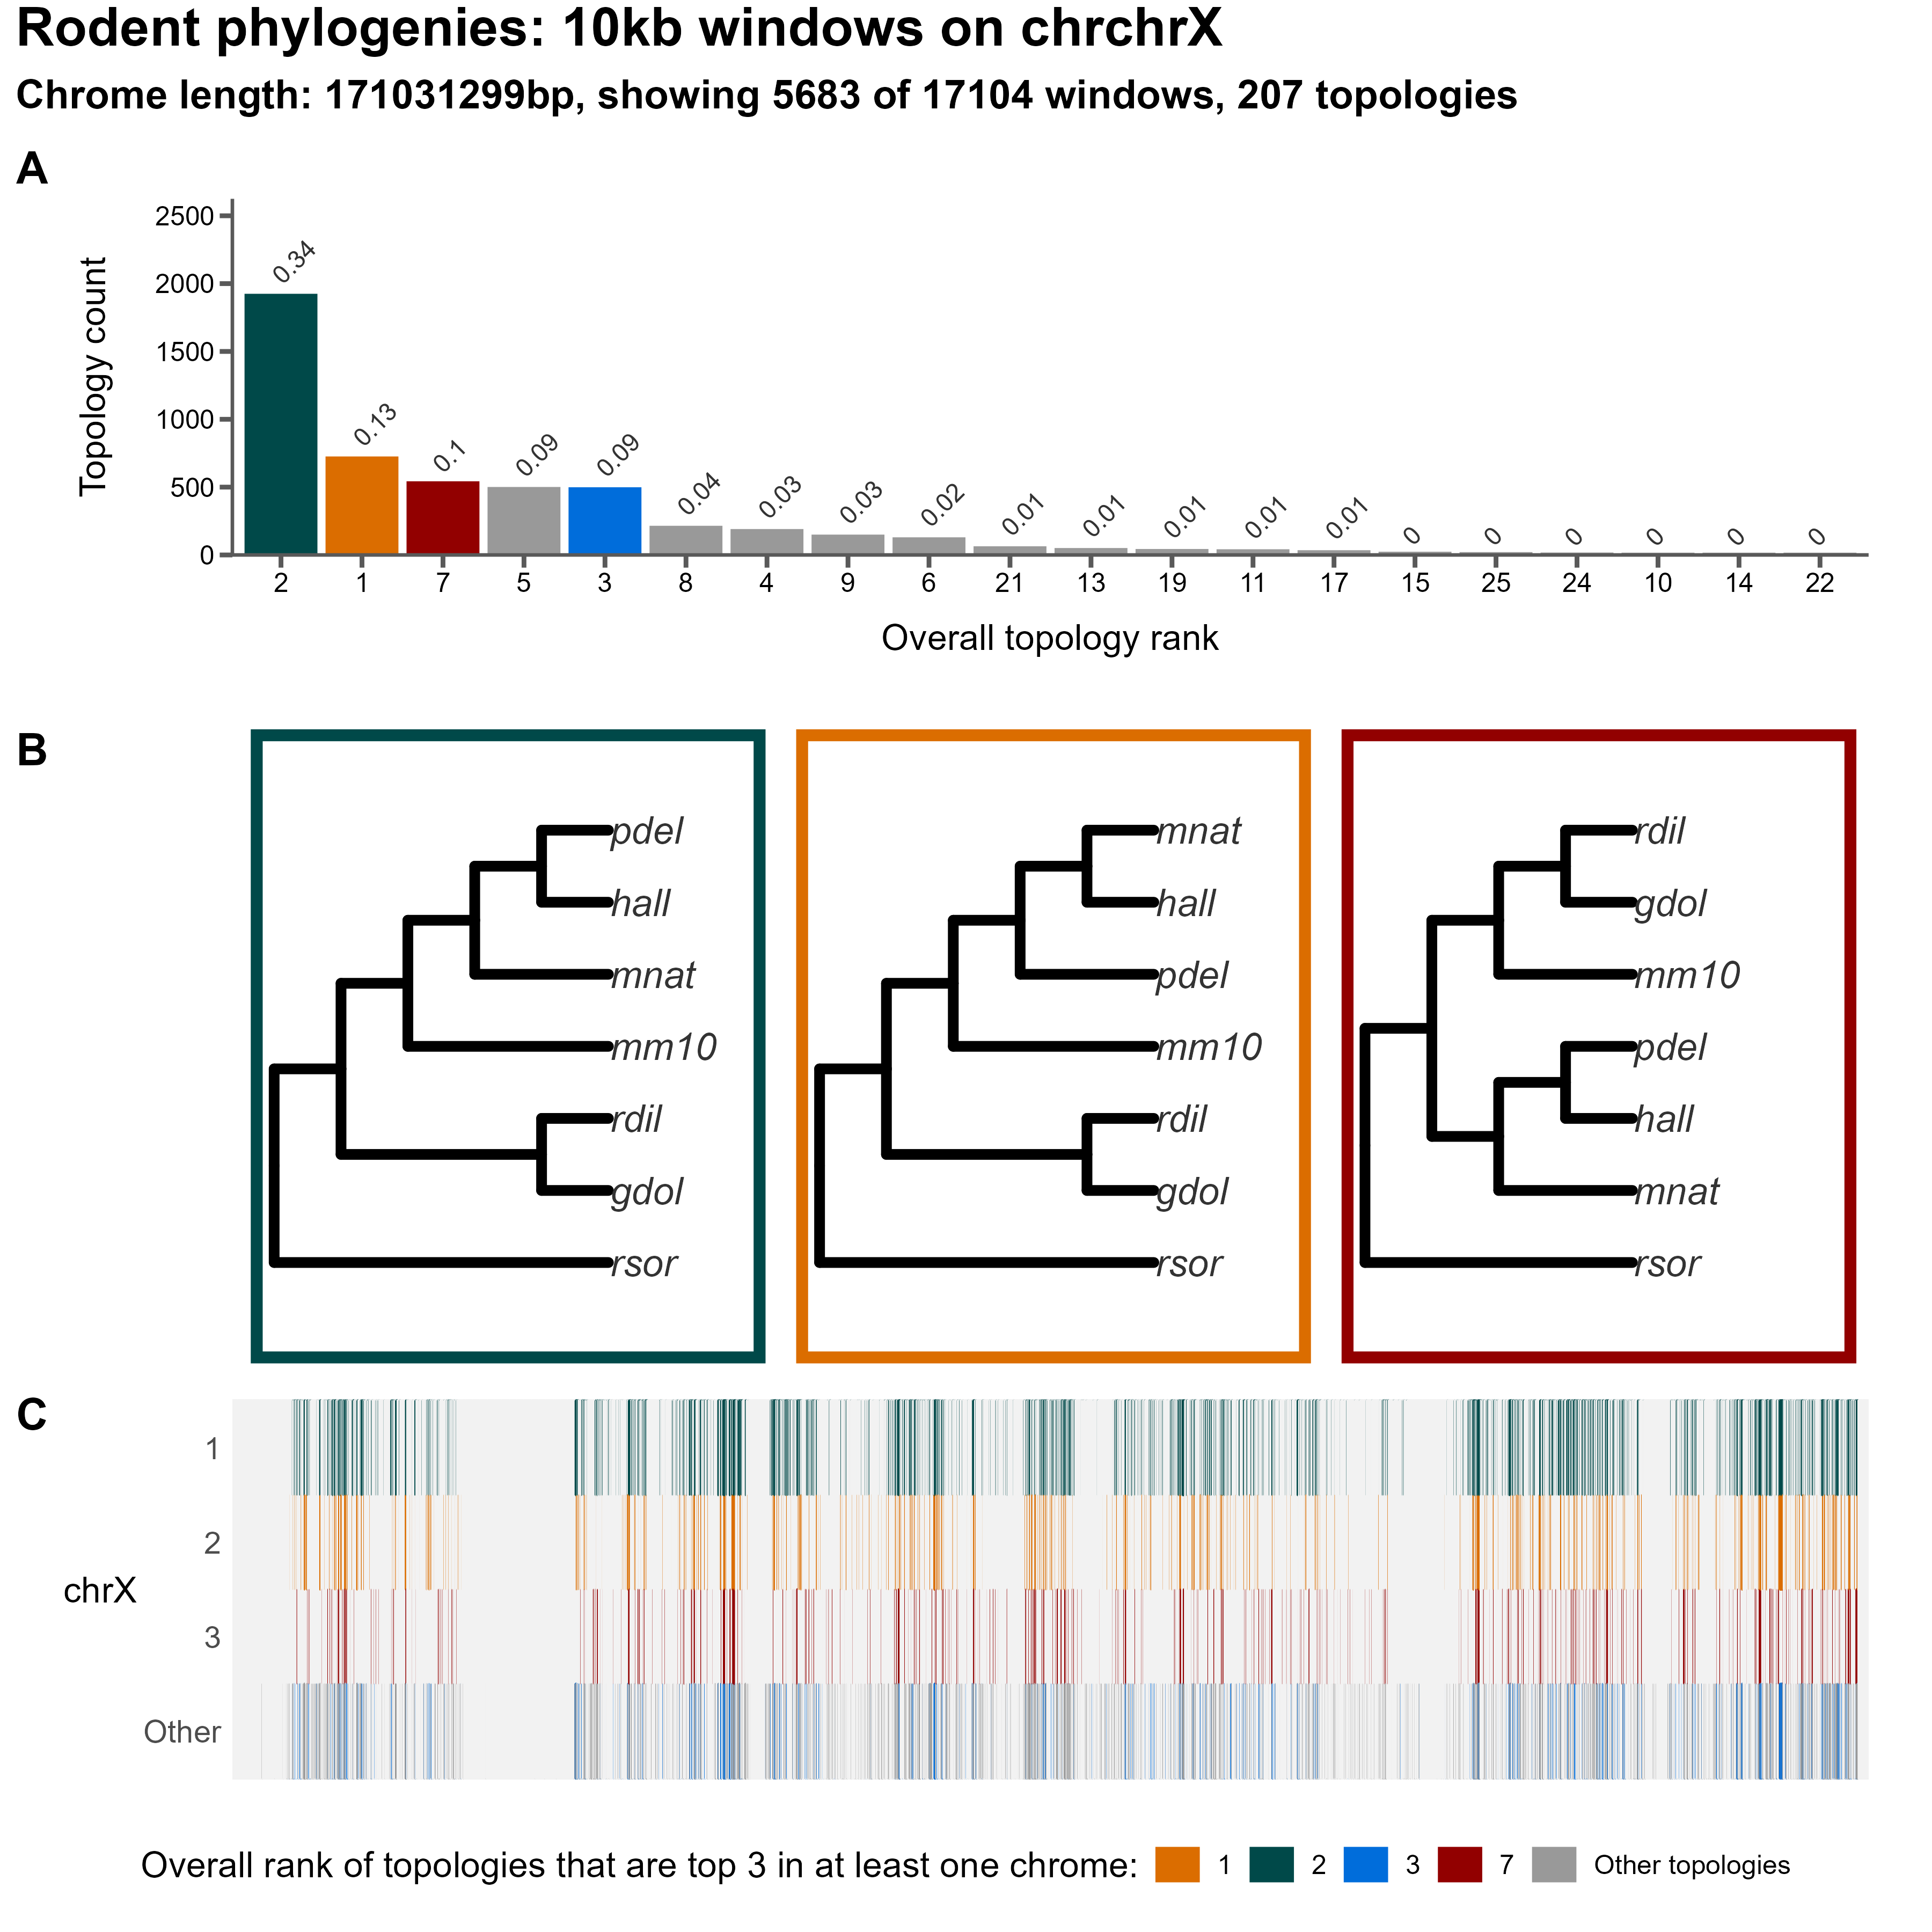 Rodent phylogenies: 10kb windows on chrchrX
Chrome length: 171031299bp, showing 5683 of 17104 windows, 207 topologies
A
Topology count
2500
2000
1500
1000
500
0
0.34
0.13
0.1
0.09
0.09
0.04
0.03
0.03
0.02
0.01
0.01
0.01
0.01
0.01
0
0
0
0
0
0
2 1 7 5 3 8 4 9 6 21 13 19 11 17 15 25 24 10 14 22
Overall topology rank
B
pdel
hall
mnat
mm10
rdil
gdol
rsor
mnat
hall
pdel
mm10
rdil
gdol
rsor
rdil
gdol
mm10
pdel
hall
mnat
rsor
C
chrX
1
2
3
Other
Overall rank of topologies that are top 3 in at least one chrome: 1 2 3 7 Other topologies